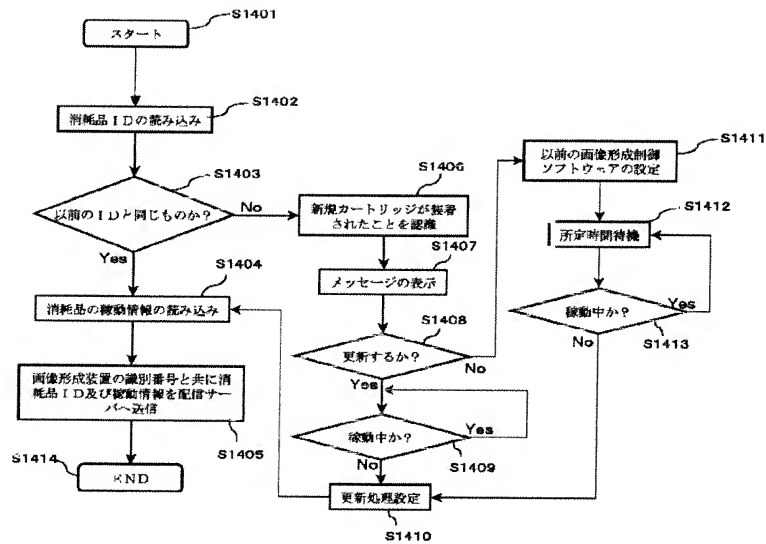 スタート
S1401
消耗品IDの読み込み
S1402
以前のIDと同じものか？
S1403
No
Yes
消耗品の稼動情報の読み込み
S1404
画像形成装置の識別番号と共に消
耗品ID及び稼動情報を配信サー
バへ送信
S1405
END
S1414
新規カートリッジが装着
されたことを認識
S1406
メッセージの表示
S1407
更新するか？
S1408
No
Yes
稼動中か？
S1409
Yes
No
更新処理設定
S1410
以前の画像形成制御
ソフトウェアの設定
S1411
所定時間待機
S1412
稼動中か？
S1413
Yes
No